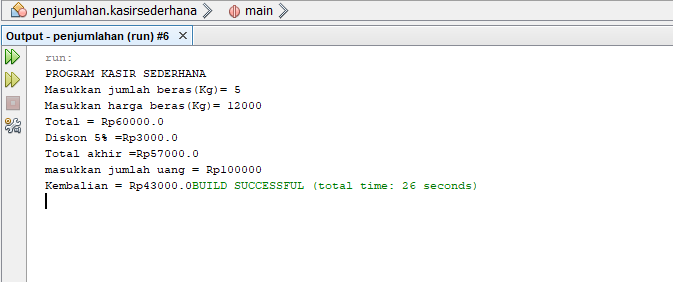 penjumlahan.kasirsederhana main
Output - penjumlahan (run) #6
run:
PROGRAM KASIR SEDERHANA
Masukkan jumlah beras(Kg)= 5
Masukkan harga beras(Kg)= 12000
Total = Rp60000.0
Diskon 5% =Rp3000.0
Total akhir =Rp57000.0
masukkan jumlah uang = Rp100000
Kembalian = Rp43000.0BUILD SUCCESSFUL (total time: 26 seconds)